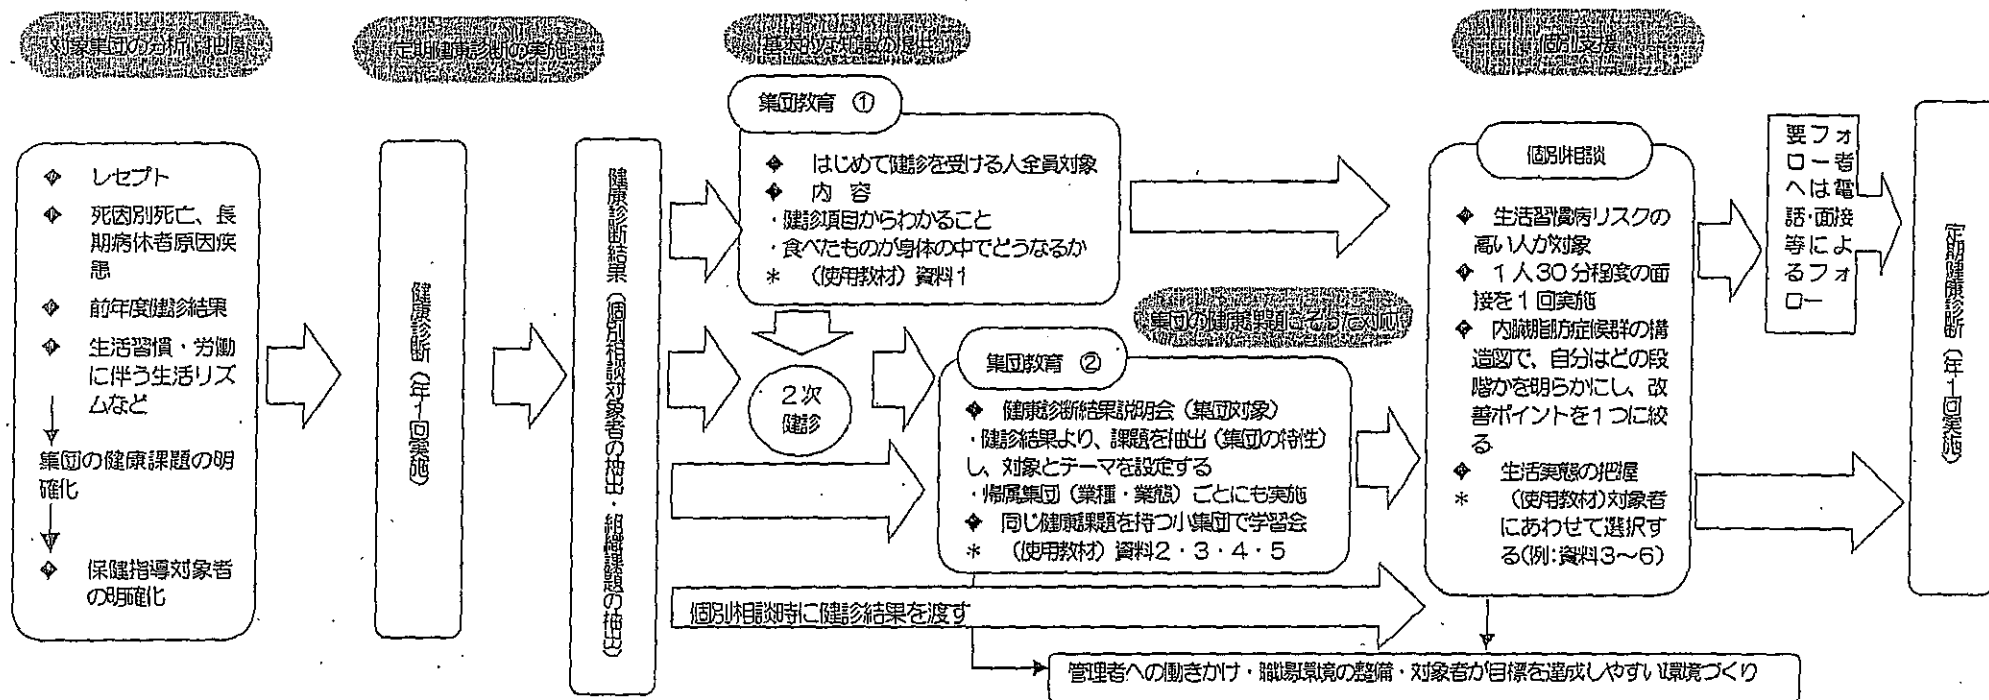 対象集団の分析・把握
定期健康診断の実施
基本的な知識の提供
個別支援
レセプト
死因別死亡、長
期病休者原因疾
患
前年度健診結果
生活習慣・労働
に伴う生活リズ
ムなど
集団の健康課題の明
確化
保健指導対象者
の明確化
健康診断(年1回実施)
健康診断結果(個別相談対象者の抽出・組織課題の抽出)
集団教育 ①
はじめて健診を受ける人全員対象
内 容
・健診項目からわかること
・食べたものが身体の中でどうなるか
* (使用教材)資料1
2次
健診
集団の健康課題にそった対応
集団教育 ②
健康診断結果説明会(集団対象)
・健診結果より、課題を抽出(集団の特性)
し、対象とテーマを設定する
・帰属集団(業種・業態)ごとにも実施
同じ健康課題を持つ小集団で学習会
* (使用教材)資料2・3・4・5
個別相談時に健診結果を渡す
個別相談
生活習慣病リスクの
高い人が対象
1人30分程度の面
接を1回実施
内臓脂肪症候群の構
造図で、自分はどの段
階かを明らかにし、改
善ポイントを1つに絞
る
生活実態の把握
* (使用教材)対象者
にあわせて選択す
る(例:資料3~6)
要フォ
ロー者
へは電
話・面接
等によ
るフォ
ロー
定期健康診断(年1回実施)
管理者への働きかけ・職場環境の整備・対象者が目標を達成しやすい環境づくり